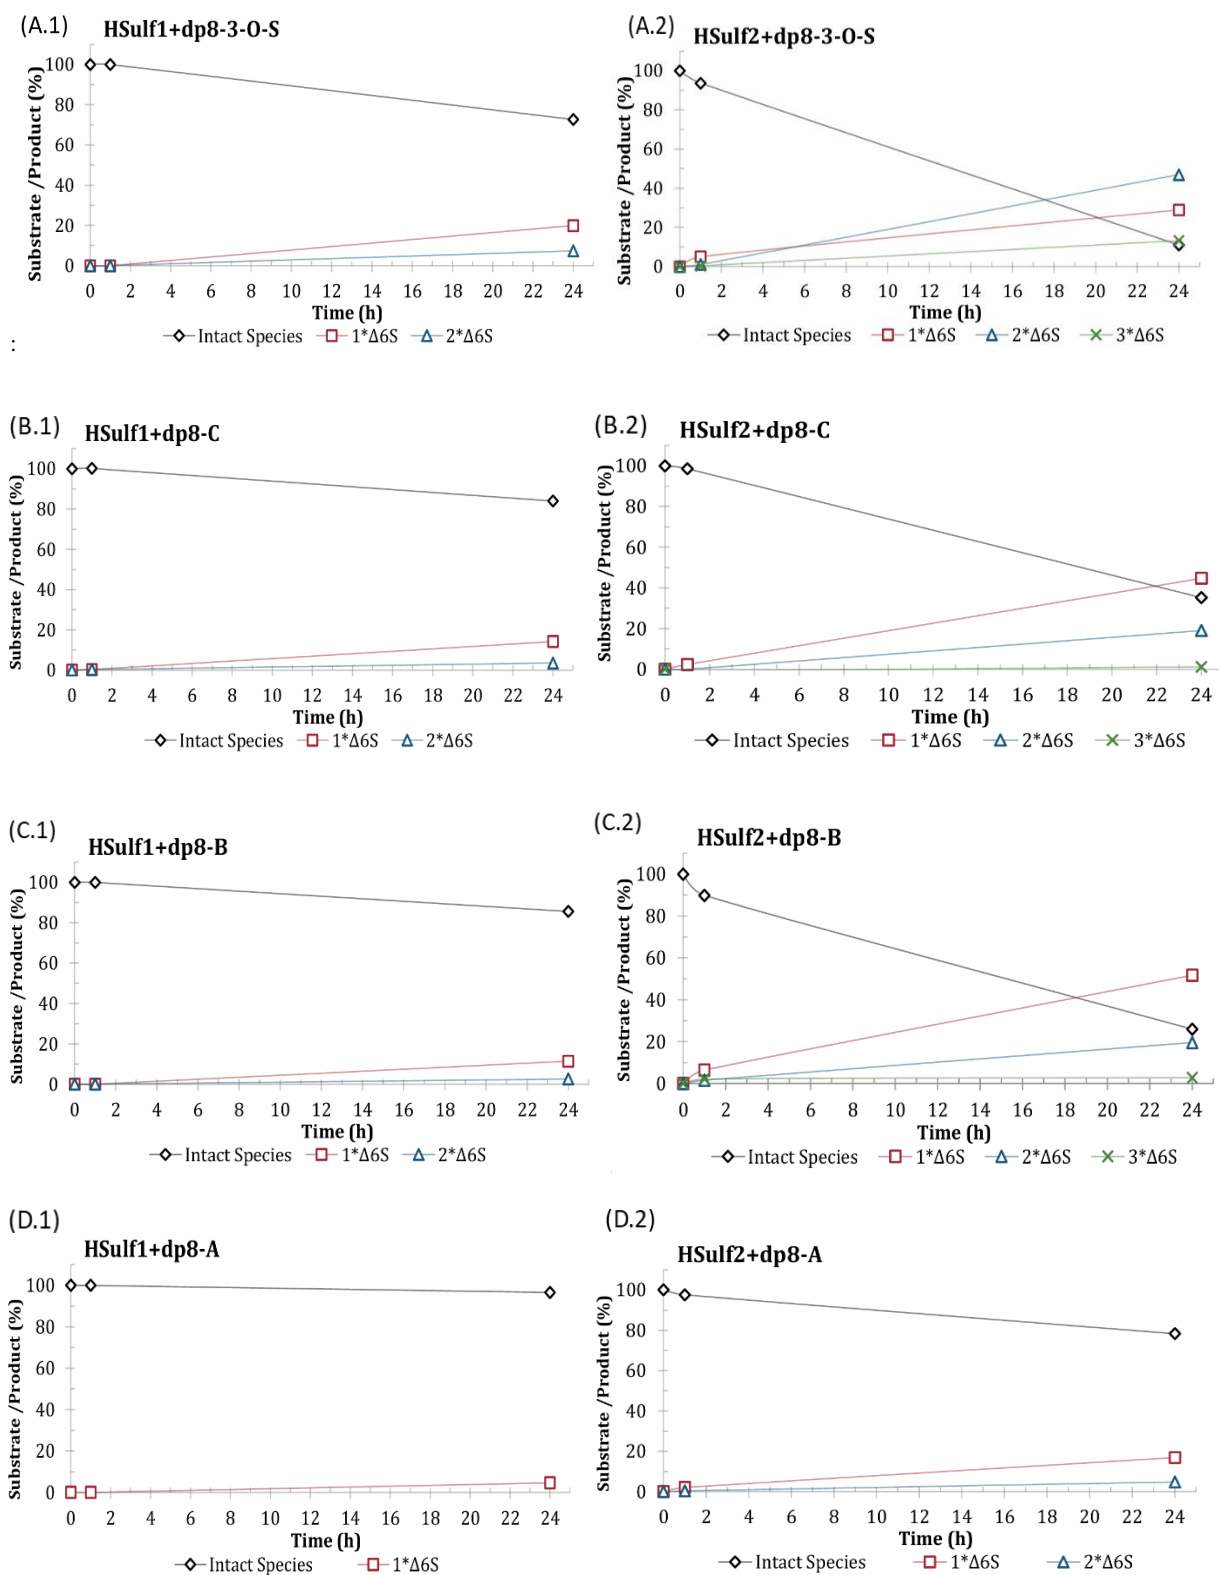 (A.1)
HSulf1+dp8-3-O-S
Substrate /Product (%)
100
80
60
40
20
0
0 2 4 6 8 10 12 14 16 18 20 22 24
Time (h)
Intact Species 1*Δ6S 2*Δ6S
:
(A.2)
HSulf2+dp8-3-O-S
Substrate /Product (%)
100
80
60
40
20
0
0 2 4 6 8 10 12 14 16 18 20 22 24
Time (h)
Intact Species 1*Δ6S 2*Δ6S 3*Δ6S
(B.1)
HSulf1+dp8-C
Substrate /Product (%)
100
80
60
40
20
0
0 2 4 6 8 10 12 14 16 18 20 22 24
Time (h)
Intact Species 1*Δ6S 2*Δ6S
(B.2)
HSulf2+dp8-C
Substrate /Product (%)
100
80
60
40
20
0
0 2 4 6 8 10 12 14 16 18 20 22 24
Time (h)
Intact Species 1*Δ6S 2*Δ6S 3*Δ6S
(C.1)
HSulf1+dp8-B
Substrate /Product (%)
100
80
60
40
20
0
0 2 4 6 8 10 12 14 16 18 20 22 24
Time (h)
Intact Species 1*Δ6S 2*Δ6S
(C.2)
HSulf2+dp8-B
Substrate /Product (%)
100
80
60
40
20
0
0 2 4 6 8 10 12 14 16 18 20 22 24
Time (h)
Intact Species 1*Δ6S 2*Δ6S 3*Δ6S
(D.1)
HSulf1+dp8-A
Substrate /Product (%)
100
80
60
40
20
0
0 2 4 6 8 10 12 14 16 18 20 22 24
Time (h)
Intact Species 1*Δ6S
(D.2)
HSulf2+dp8-A
Substrate /Product (%)
100
80
60
40
20
0
0 2 4 6 8 10 12 14 16 18 20 22 24
Time (h)
Intact Species 1*Δ6S 2*Δ6S